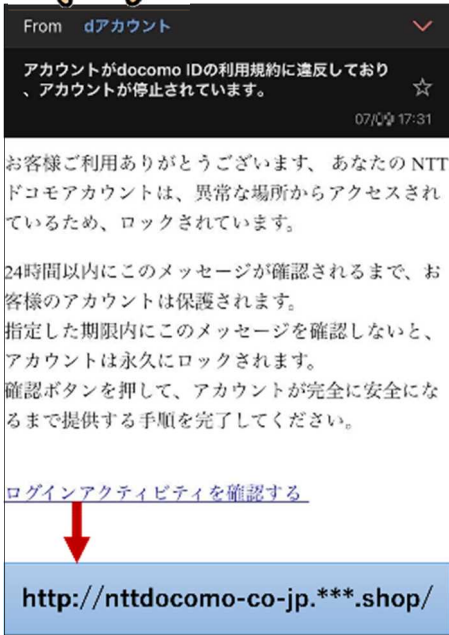 From dアカウント
アカウントがdocomo IDの利用規約に違反しており
、アカウントが停止されています。
17:31
お客様ご利用ありがとうございます、 あなたの NTT
ドコモアカウントは、異常な場所からアクセスされ
ているため、ロックされています。
24時間以内にこのメッセージが確認されるまで、お
客様のアカウントは保護されます。
指定した期限内にこのメッセージを確認しないと、
アカウントは永久にロックされます。
確認ボタンを押して、アカウントが完全に安全にな
るまで提供する手順を完了してください。
ログインアクティビティを確認する
http://nttdocomo-co-jp.***.shop/